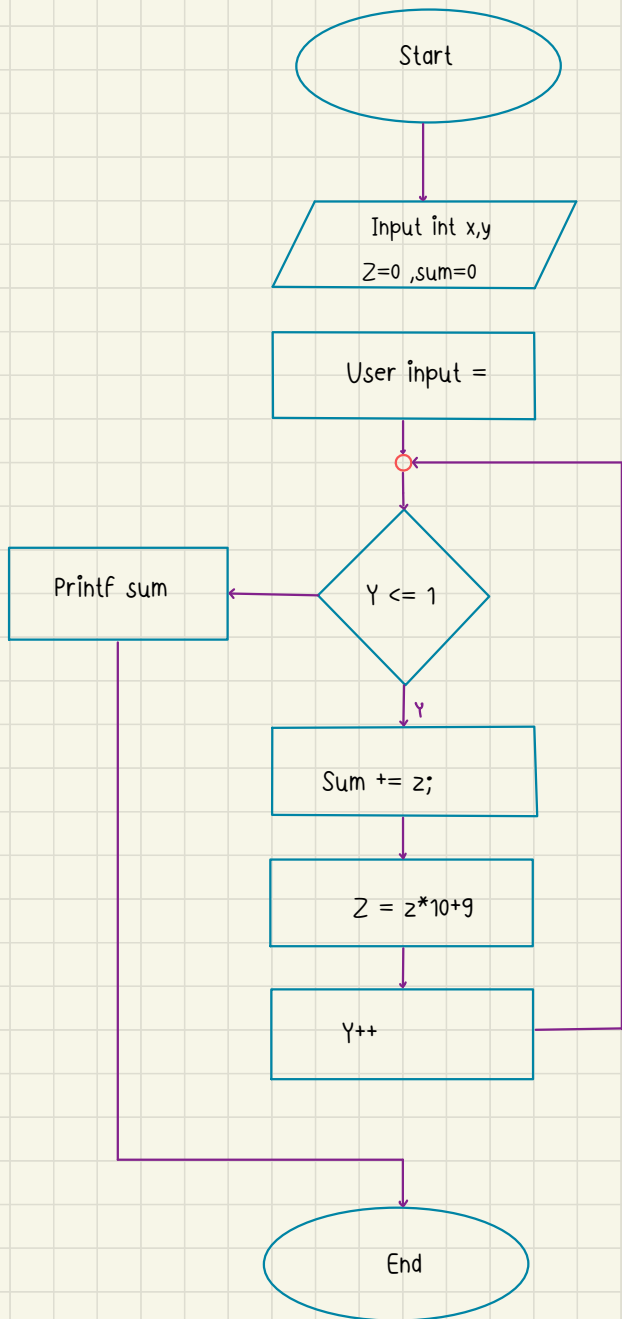 Start
Input int x,y
Z=0 ,sum=0
User input =
Y <= 1
Printf sum
Y
Sum += z;
Z = z*10+9
Y++
End